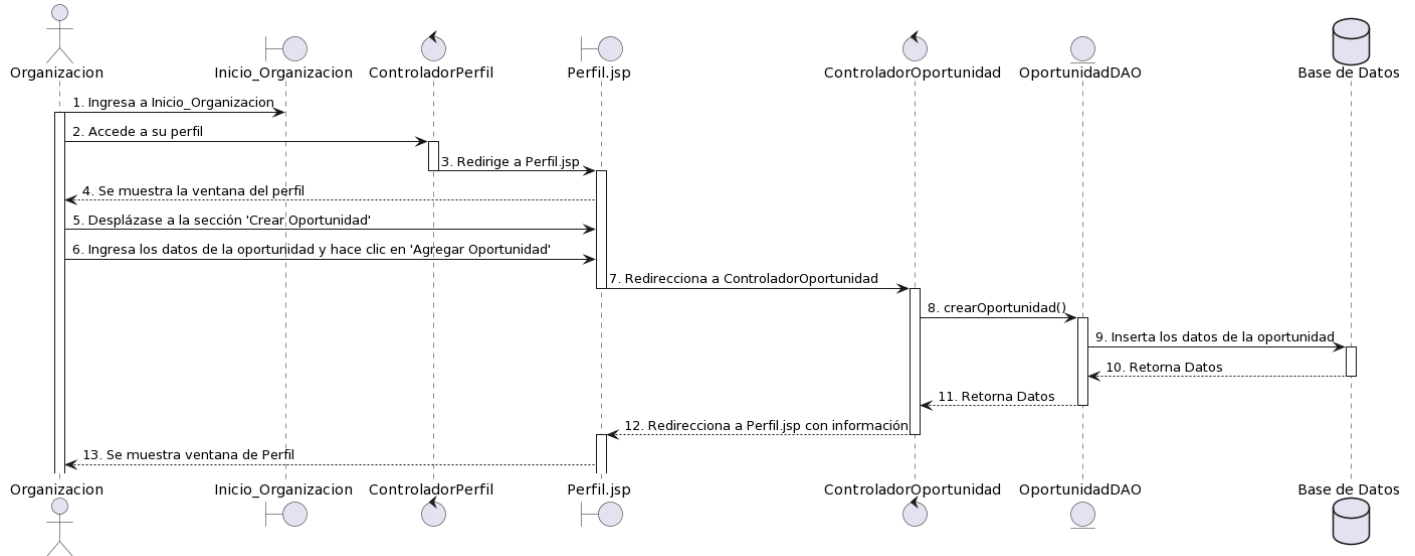 Organizacion
Inicio_Organizacion
ControladorPerfil
Perfil.jsp
ControladorOportunidad
OportunidadDAO
Base de Datos
1. Ingresa a Inicio_Organizacion
2. Accede a su perfil
3. Redirige a Perfil.jsp
4. Se muestra la ventana del perfil
5. Desplázase a la sección 'Crear Oportunidad'
6. Ingresa los datos de la oportunidad y hace clic en 'Agregar Oportunidad'
7. Redirecciona a ControladorOportunidad
8. crearOportunidad()
9. Inserta los datos de la oportunidad
10. Retorna Datos
11. Retorna Datos
12. Redirecciona a Perfil.jsp con información
13. Se muestra ventana de Perfil
Organizacion
Inicio_Organizacion
ControladorPerfil
Perfil.jsp
ControladorOportunidad
OportunidadDAO
Base de Datos